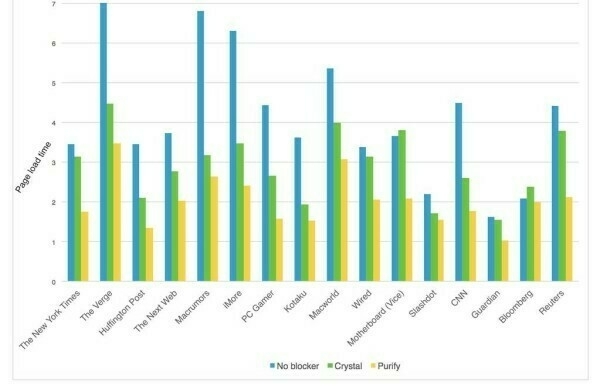 7
6
5
4
3
2
1
0
Page load time
The New York Times
The Verge
Huffington Post
The Next Web
Macrumors
iMore
PC Gamer
Kotaku
Macworld
Wired
Motherboard (Vice)
Slashdot
CNN
Guardian
Bloomberg
Reuters
No blocker Crystal Purify